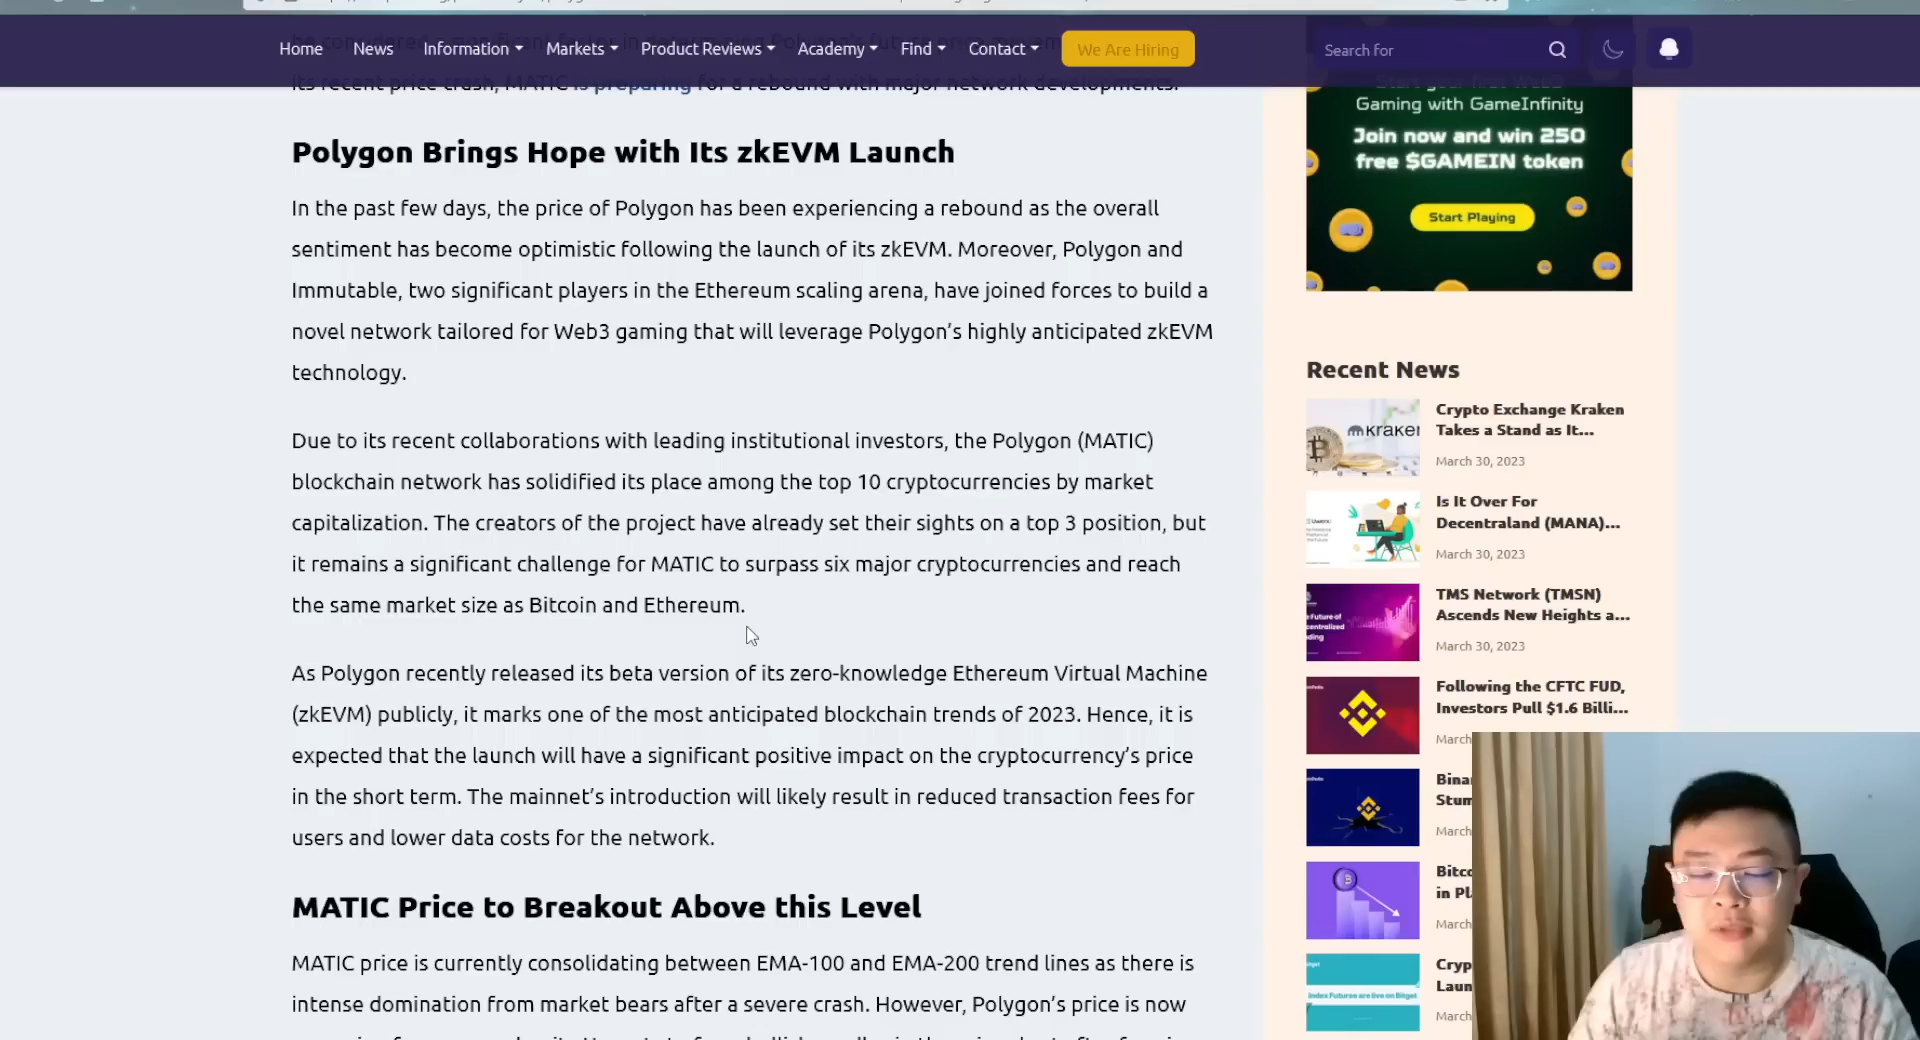 Home News Information Markets Product Reviews Academy Find Contact We Are Hiring Search for
its recent price crash, MATIC is preparing for a rebound with major network developments.
Polygon Brings Hope with Its zkEVM Launch
In the past few days, the price of Polygon has been experiencing a rebound as the overall
sentiment has become optimistic following the launch of its zkEVM. Moreover, Polygon and
Immutable, two significant players in the Ethereum scaling arena, have joined forces to build a
novel network tailored for Web3 gaming that will leverage Polygon’s highly anticipated zkEVM
technology.
Due to its recent collaborations with leading institutional investors, the Polygon (MATIC)
blockchain network has solidified its place among the top 10 cryptocurrencies by market
capitalization. The creators of the project have already set their sights on a top 3 position, but
it remains a significant challenge for MATIC to surpass six major cryptocurrencies and reach
the same market size as Bitcoin and Ethereum.
As Polygon recently released its beta version of its zero-knowledge Ethereum Virtual Machine
(zkEVM) publicly, it marks one of the most anticipated blockchain trends of 2023. Hence, it is
expected that the launch will have a significant positive impact on the cryptocurrency’s price
in the short term. The mainnet’s introduction will likely result in reduced transaction fees for
users and lower data costs for the network.
MATIC Price to Breakout Above this Level
MATIC price is currently consolidating between EMA-100 and EMA-200 trend lines as there is
intense domination from market bears after a severe crash. However, Polygon’s price is now
Gaming with GameInfinity
Join now and win 250
free $GAMEIN token
Start Playing
Recent News
Crypto Exchange Kraken
Takes a Stand as It...
March 30, 2023
Is It Over For
Decentraland (MANA)...
March 30, 2023
TMS Network (TMSN)
Ascends New Heights a...
March 30, 2023
Following the CFTC FUD,
Investors Pull $1.6 Billi...
March
Bina
Stum
March
Bitc
in Pl
March
Cryp
Laun
March
Index Futures are live on Bitget